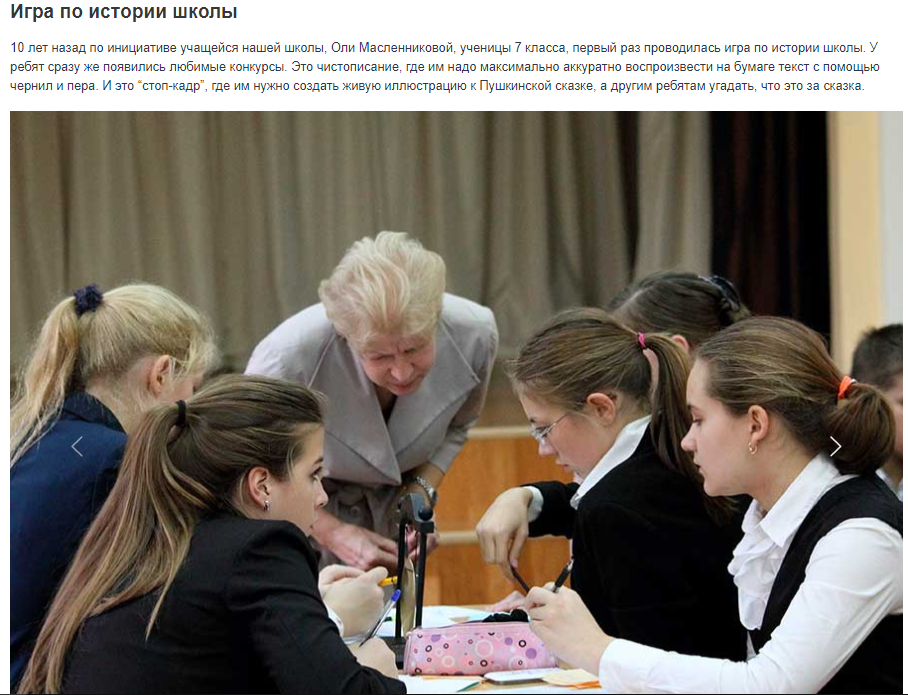 Игра по истории школы
10 лет назад по инициативе учащейся нашей школы, Оли Масленниковой, ученицы 7 класса, первый раз проводилась игра по истории школы. У
ребят сразу же появились любимые конкурсы. Это чистописание, где им надо максимально аккуратно воспроизвести на бумаге текст с помощью
чернил и пера. И это “стоп-кадр”, где им нужно создать живую иллюстрацию к Пушкинской сказке, а другим ребятам угадать, что это за сказка.